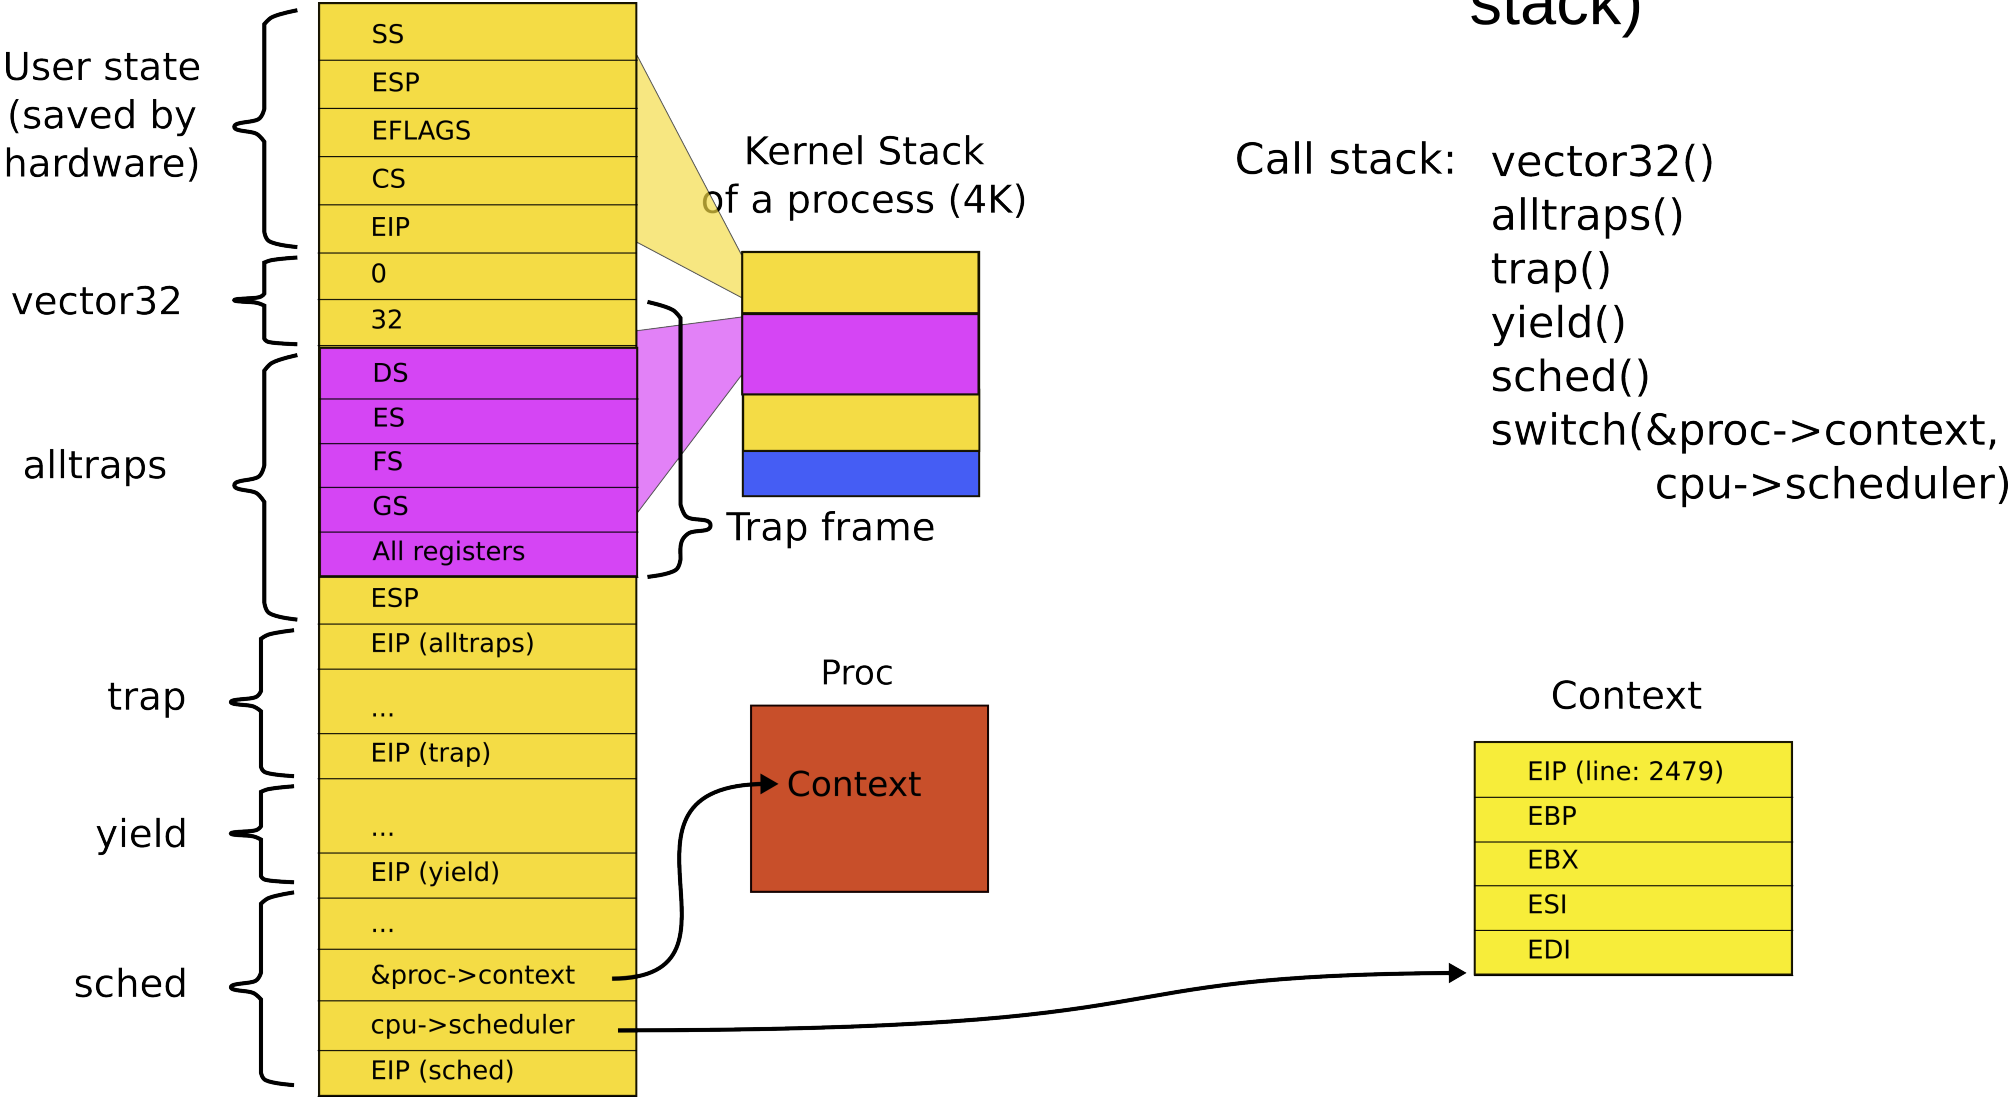 stack)
User state
(saved by
hardware)
vector32
alltraps
trap
yield
sched
SS
ESP
EFLAGS
CS
EIP
0
32
DS
ES
FS
GS
All registers
ESP
EIP (alltraps)
...
EIP (trap)
...
EIP (yield)
...
&proc->context
cpu->scheduler
EIP (sched)
Kernel Stack
of a process (4K)
Trap frame
Proc
Context
Call stack: vector32()
alltraps()
trap()
yield()
sched()
switch(&proc->context,
cpu->scheduler)
Context
EIP (line: 2479)
EBP
EBX
ESI
EDI